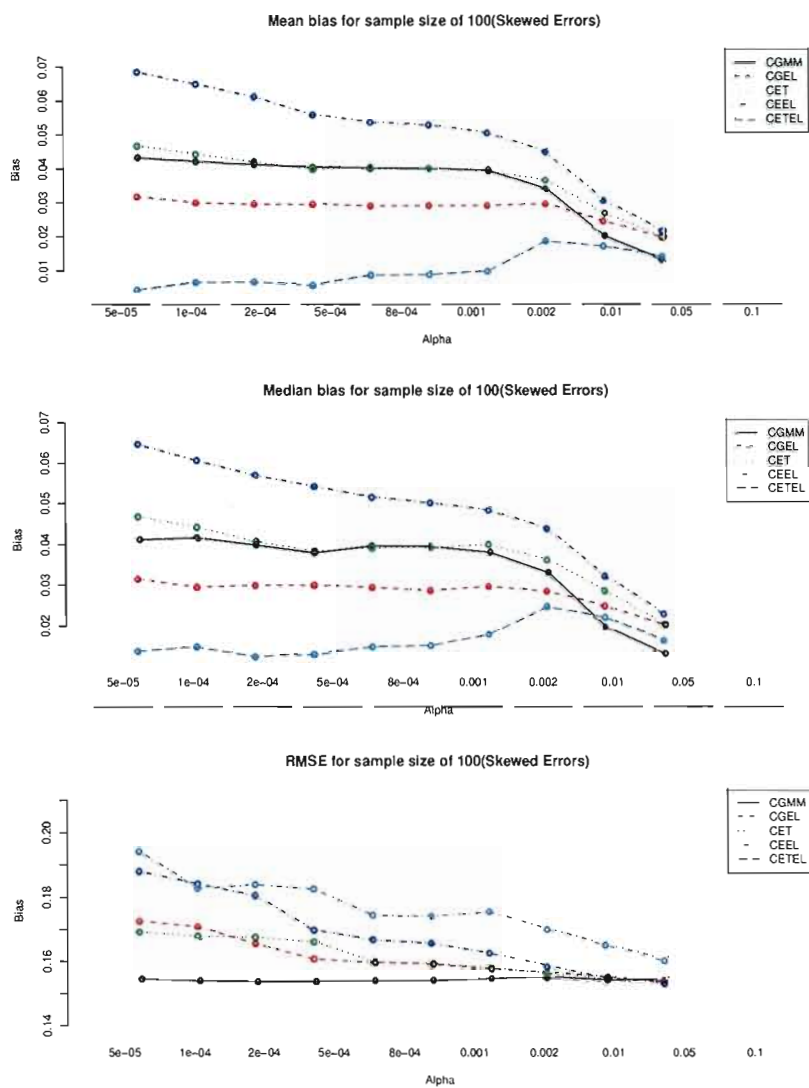 Mean bias for sample size of 100(Skewed Errors)
0.07
0.06
0.05
0.04
0.03
0.02
0.01
Bias
CGMM
CGEL
CET
CEEL
CETEL
5e-05 1e-04 2e-04 5e-04 8e-04 0.001 0.002 0.01 0.05 0.1
Alpha
Median bias for sample size of 100(Skewed Errors)
0.07
0.06
0.05
0.04
0.03
0.02
Bias
CGMM
CGEL
CET
CEEL
CETEL
5e-05 1e-04 2e-04 5e-04 8e-04 0.001 0.002 0.01 0.05 0.1
Alpha
RMSE for sample size of 100(Skewed Errors)
0.20
0.18
0.16
0.14
Bias
CGMM
CGEL
CET
CEEL
CETEL
5e-05 1e-04 2e-04 5e-04 8e-04 0.001 0.002 0.01 0.05 0.1
Alpha